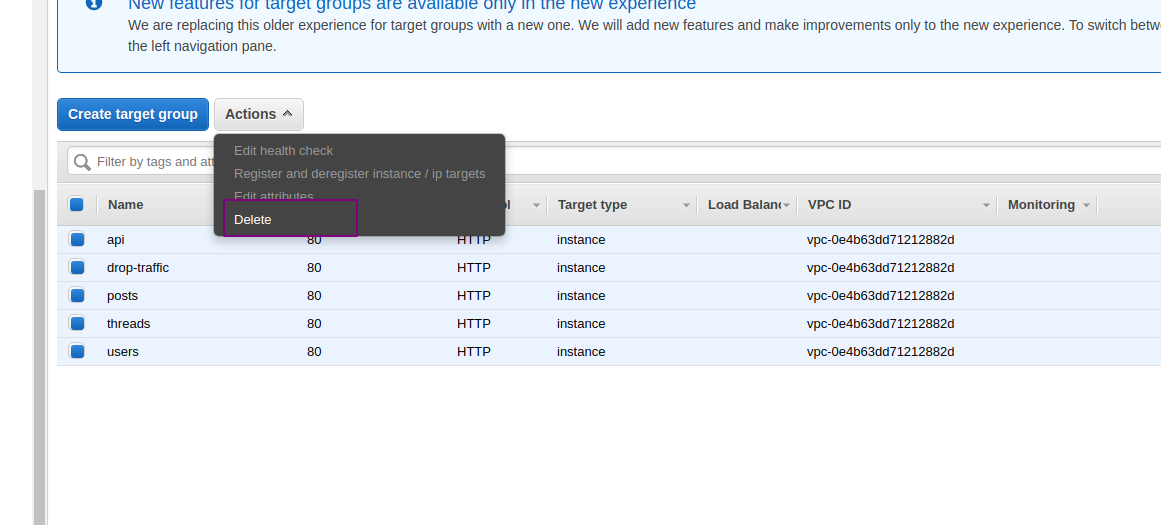 New features for target groups are available only in the new experience
We are replacing this older experience for target groups with a new one. We will add new features and make improvements only to the new experience. To switch betwe
the left navigation pane.
Create target group Actions
Filter by tags and att
Edit health check
Register and deregister instance / ip targets
Edit attributes
Delete
Name Target type Load Balanc VPC ID Monitoring
api 80 HTTP instance vpc-0e4b63dd71212882d
drop-traffic 80 HTTP instance vpc-0e4b63dd71212882d
posts 80 HTTP instance vpc-0e4b63dd71212882d
threads 80 HTTP instance vpc-0e4b63dd71212882d
users 80 HTTP instance vpc-0e4b63dd71212882d